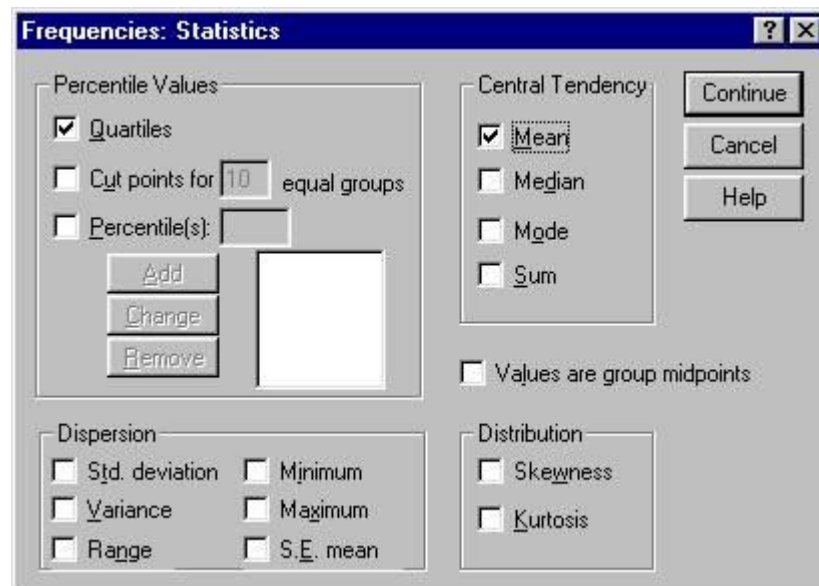 Frequencies: Statistics
Percentile Values
Quartiles
Cut points for 10 equal groups
Percentile(s):
Add
Change
Remove
Central Tendency
Mean
Median
Mode
Sum
Continue
Cancel
Help
Values are group midpoints
Dispersion
Std. deviation Minimum
Variance Maximum
Range S.E. mean
Distribution
Skewness
Kurtosis